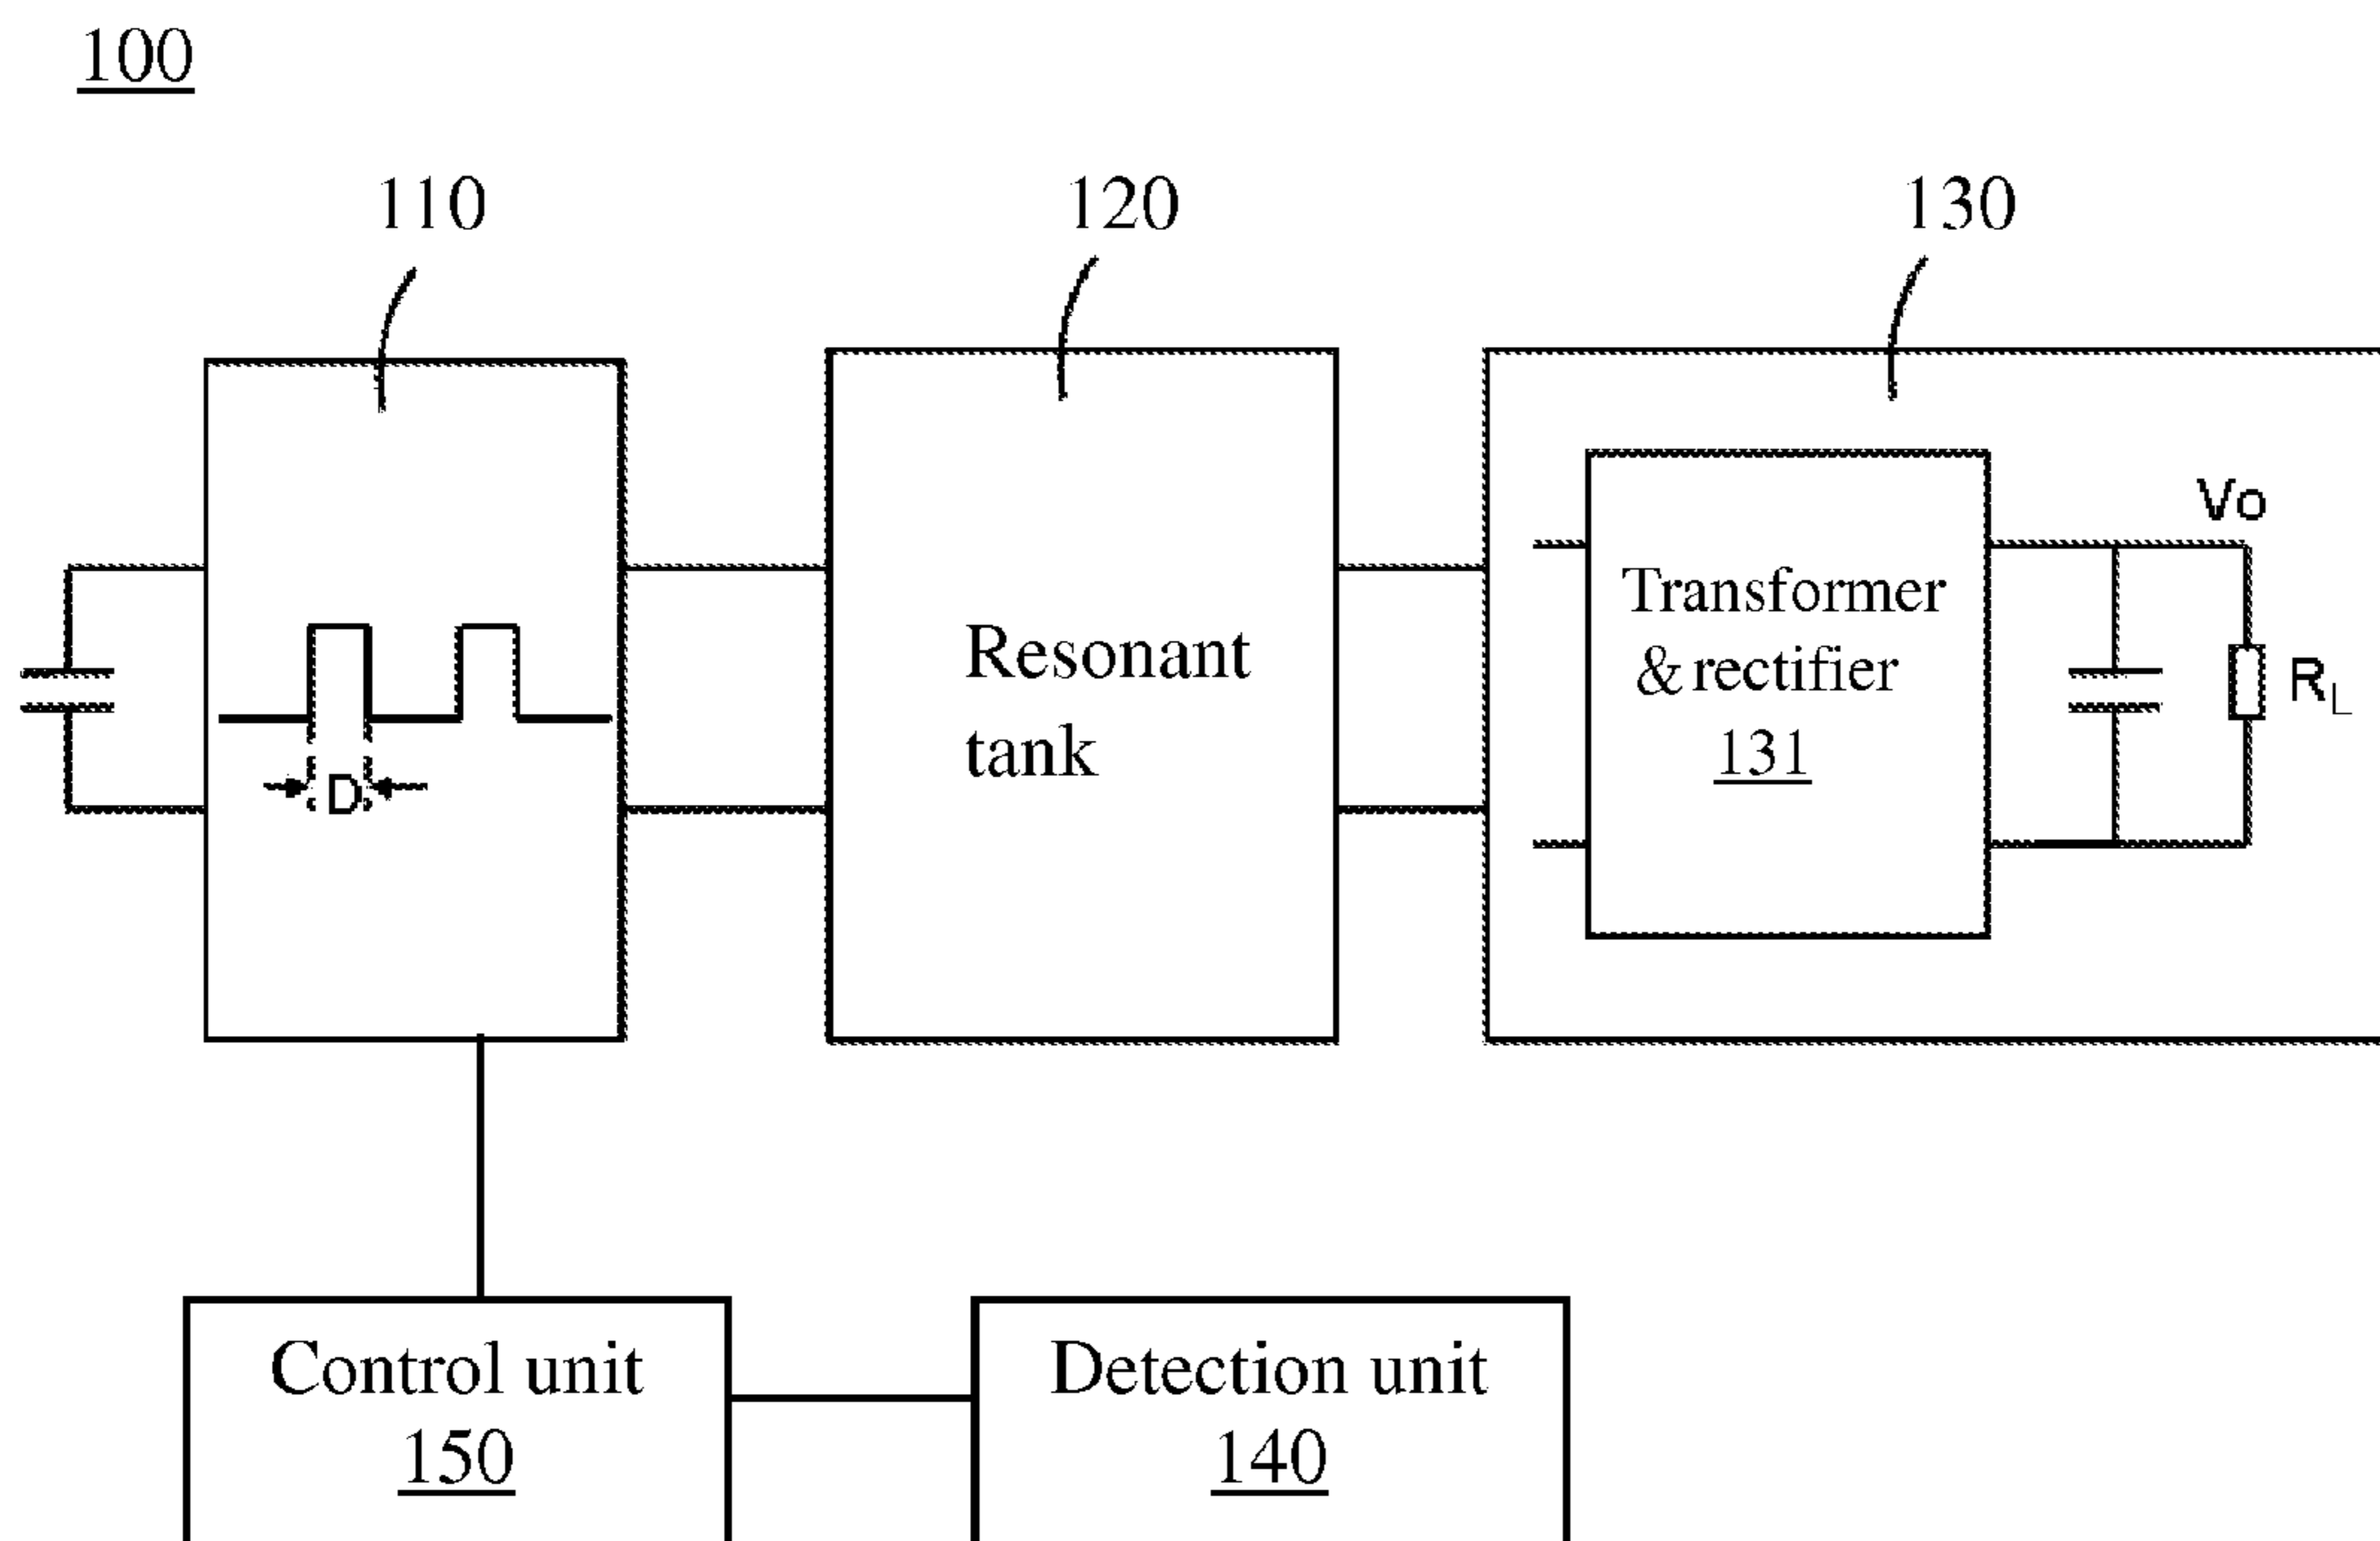 100
110
120
130
Vo
Transformer
& rectifier
131
RL
Resonant
tank
D
Control unit
150
Detection unit
140